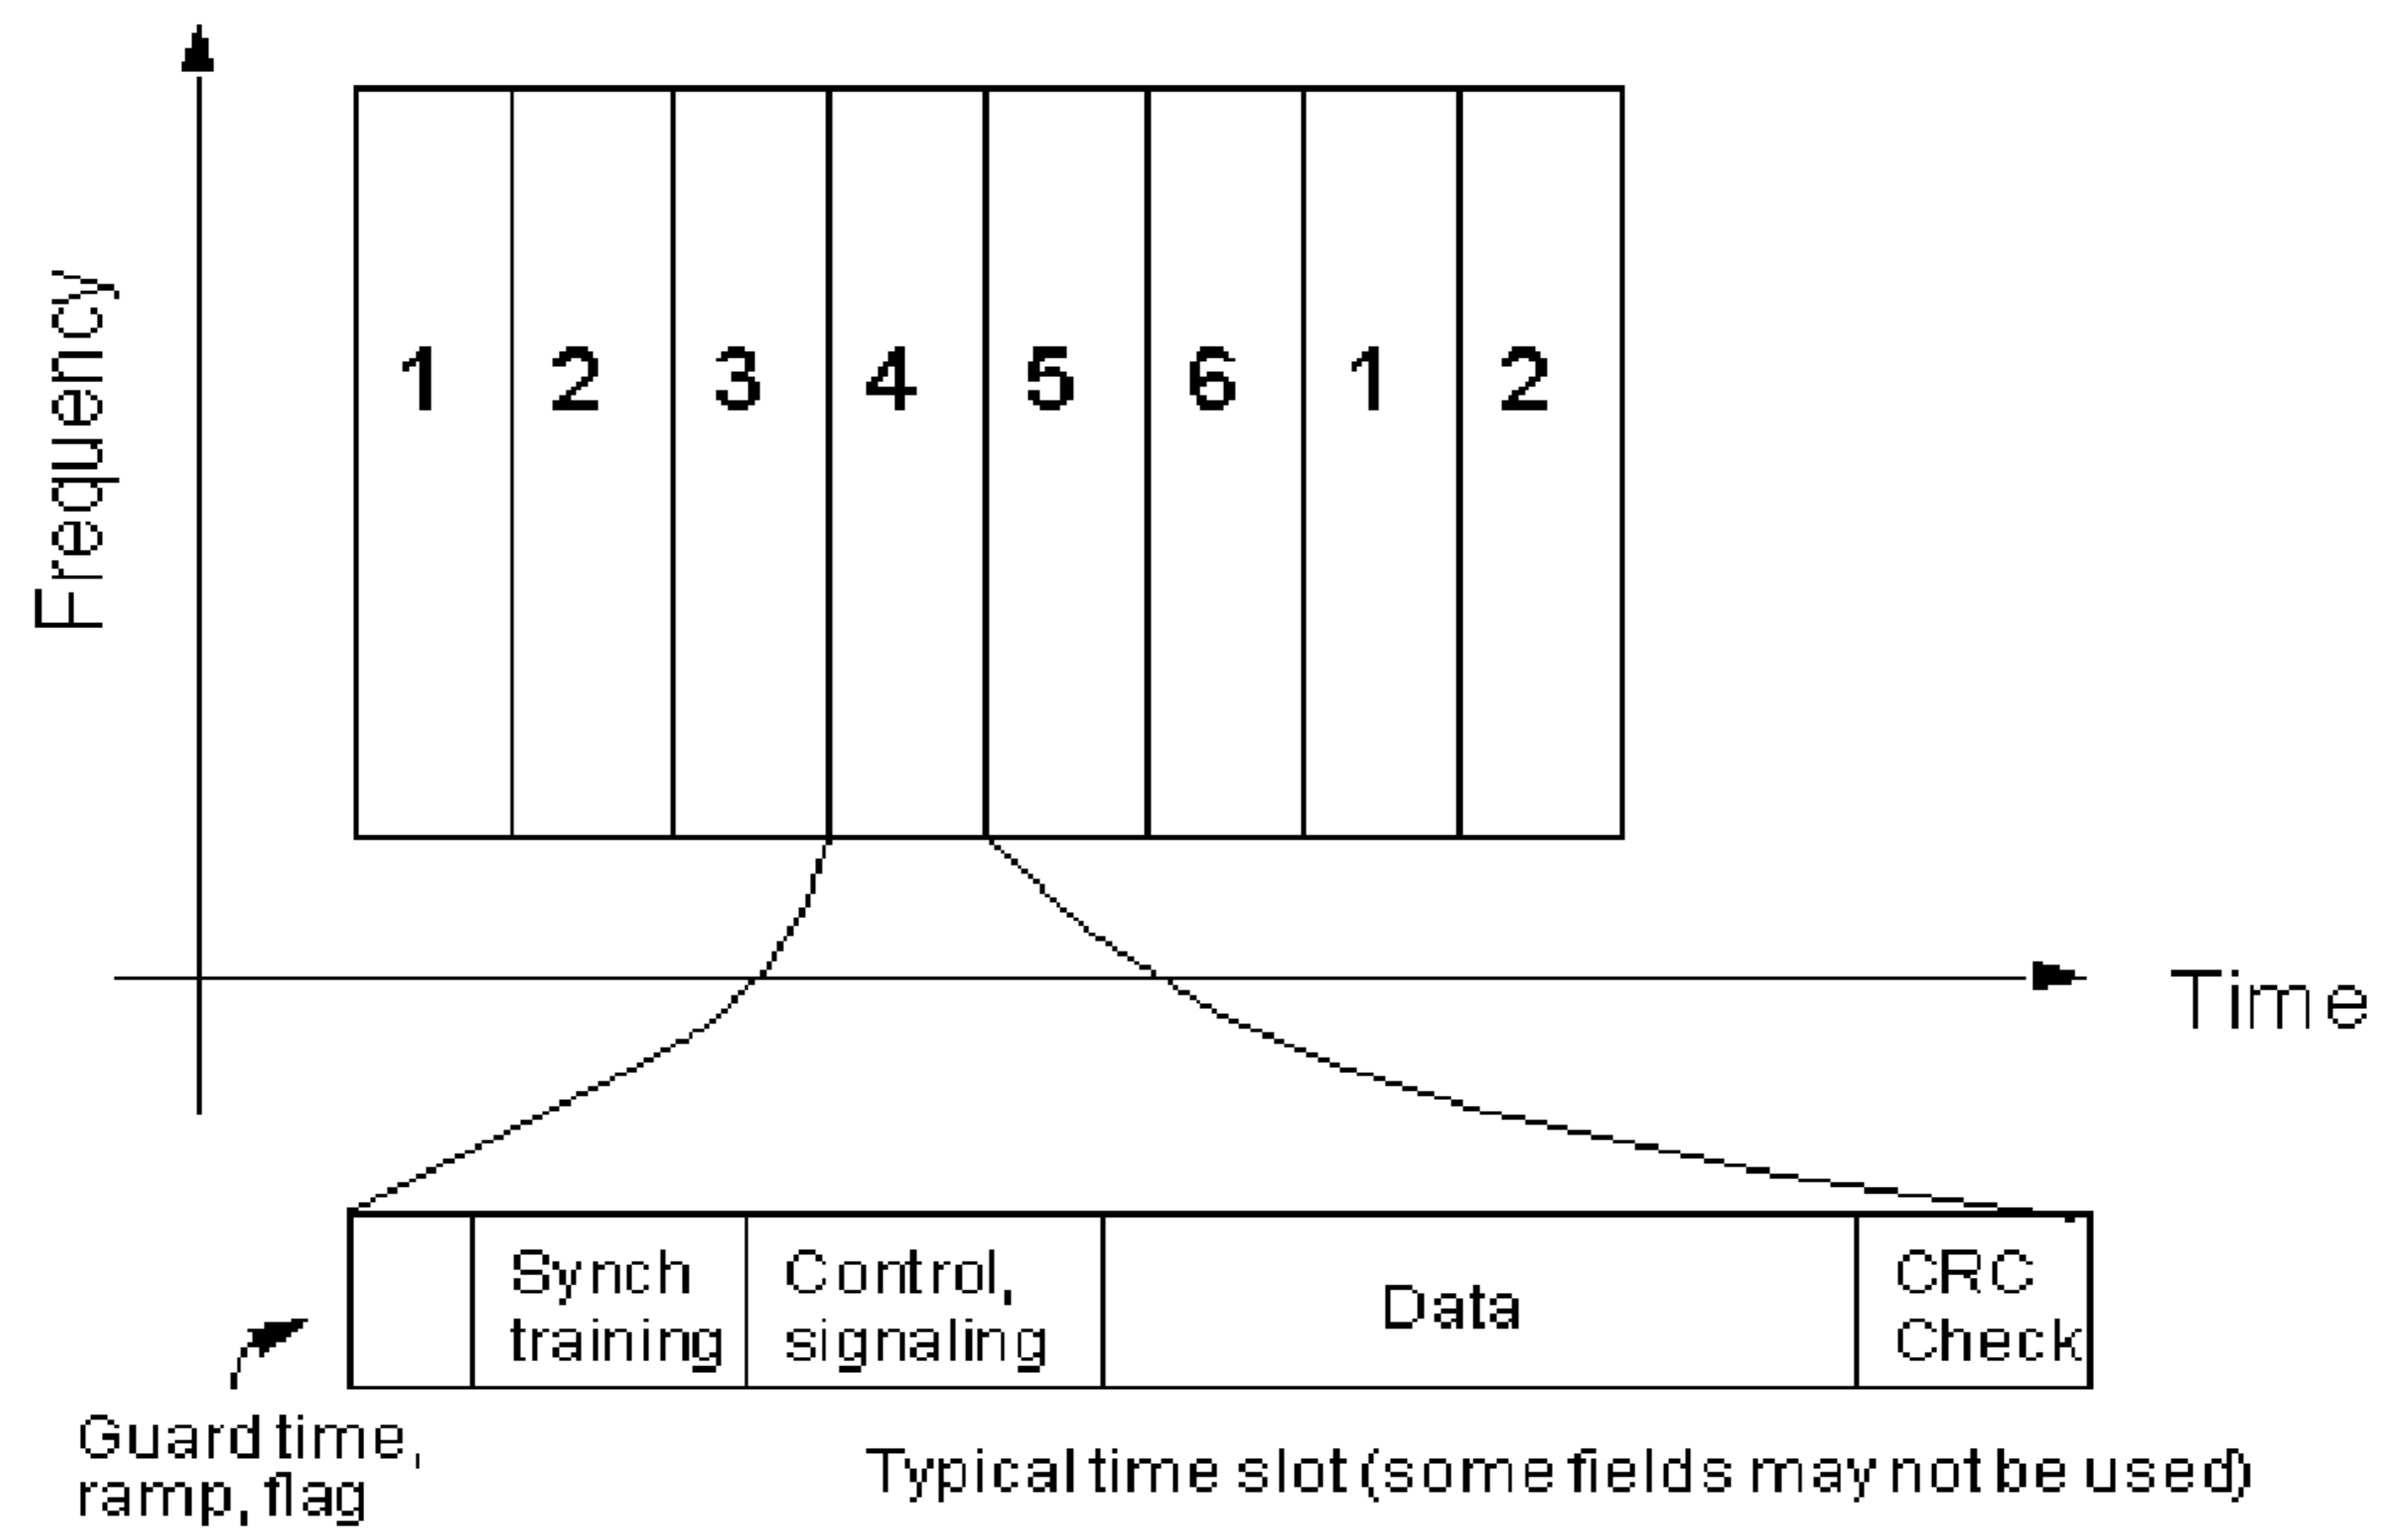 Frequency
1 2 3 4 5 6 1 2
Time
Synch
training
Control,
signaling
Data
CRC
Check
Guard time,
ramp, flag
Typical time slot (some fields may not be used)